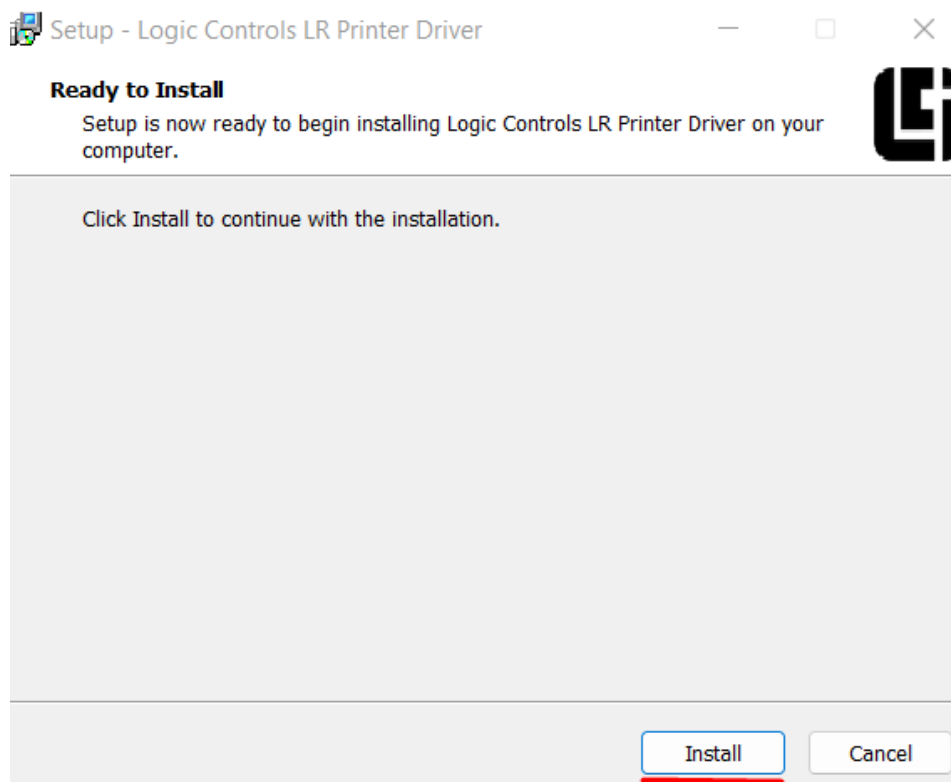 Setup - Logic Controls LR Printer Driver
Ready to Install
Setup is now ready to begin installing Logic Controls LR Printer Driver on your
computer.
Click Install to continue with the installation.
Install
Cancel